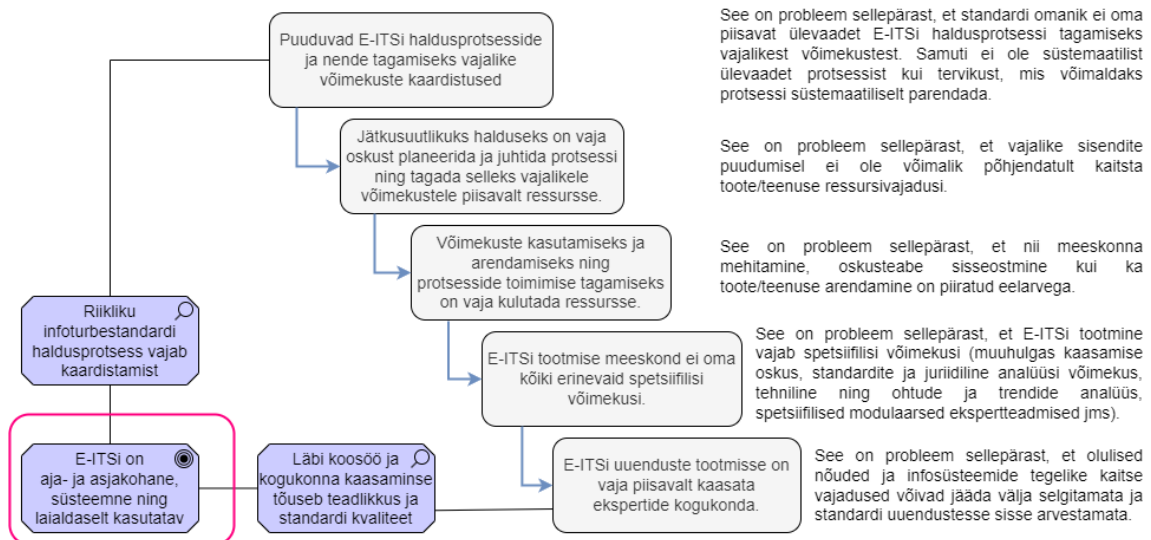 Puuduvad E-ITSi haldusprotsesside
ja nende tagamiseks vajalike
võimekuste kaardistused
See on probleem sellepärast, et standardi omanik ei oma
piisavat ülevaadet E-ITSi haldusprotsessi tagamiseks
vajalikest võimekustest. Samuti ei ole süstemaatilist
ülevaadet protsessist kui tervikust, mis võimaldaks
protsessi süstemaatiliselt parendada.
Jätkusuutlikuks halduseks on vaja
oskust planeerida ja juhtida protsessi
ning tagada selleks vajalikele
võimekustele piisavalt ressursse.
See on probleem sellepärast, et vajalike sisendite
puudumisel ei ole võimalik põhjendatult kaitsta
toote/teenuse ressursivajadusi.
Võimekuste kasutamiseks ja
arendamiseks ning
protsesside toimimise tagamiseks
on vaja kulutada ressursse.
See on probleem sellepärast, et nii meeskonna
mehitamine, oskusteabe sisseostmine kui ka
toote/teenuse arendamine on piiratud eelarvega.
Riikliku
infoturbestandardi
haldusprotsess vajab
kaardistamist
E-ITSi tootmise meeskond ei oma
kõiki erinevaid spetsiifilisi
võimekusi.
See on probleem sellepärast, et E-ITSi tootmine
vajab spetsiifilisi võimekusi (muuhulgas kaasamise
oskus, standardite ja juriidiline analüüsi võimekus,
tehniline ning ohtude ja trendide analüüs,
spetsiifilised modulaarsed ekspertteadmised jms).
E-ITSi on
aja- ja asjakohane,
süsteemne ning
laialdaselt kasutatav
Läbi koosöö ja
kogukonna kaasaminse
tõuseb teadlikkus ja
standardi kvaliteet
E-ITSi uuenduste tootmisse on
vaja piisavalt kaasata
ekspertide kogukonda.
See on probleem sellepärast, et olulised
nõuded ja infosüsteemide tegelike kaitse
vajadused võivad jääda välja selgitamata ja
standardi uuendustesse sisse arvestamata.